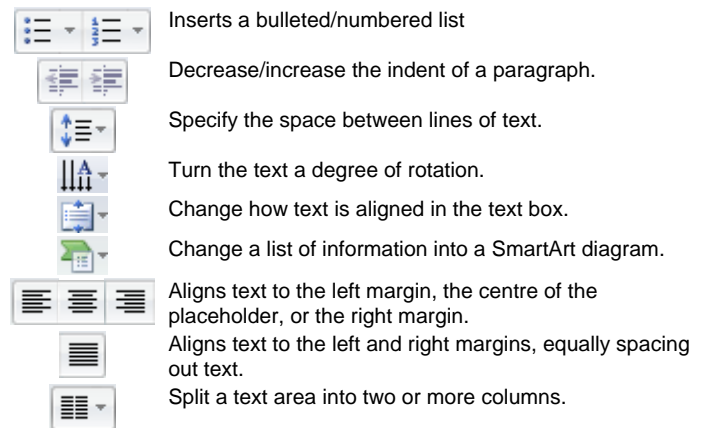 Inserts a bulleted/numbered list
Decrease/increase the indent of a paragraph.
Specify the space between lines of text.
Turn the text a degree of rotation.
Change how text is aligned in the text box.
Change a list of information into a SmartArt diagram.
Aligns text to the left margin, the centre of the
placeholder, or the right margin.
Aligns text to the left and right margins, equally spacing
out text.
Split a text area into two or more columns.